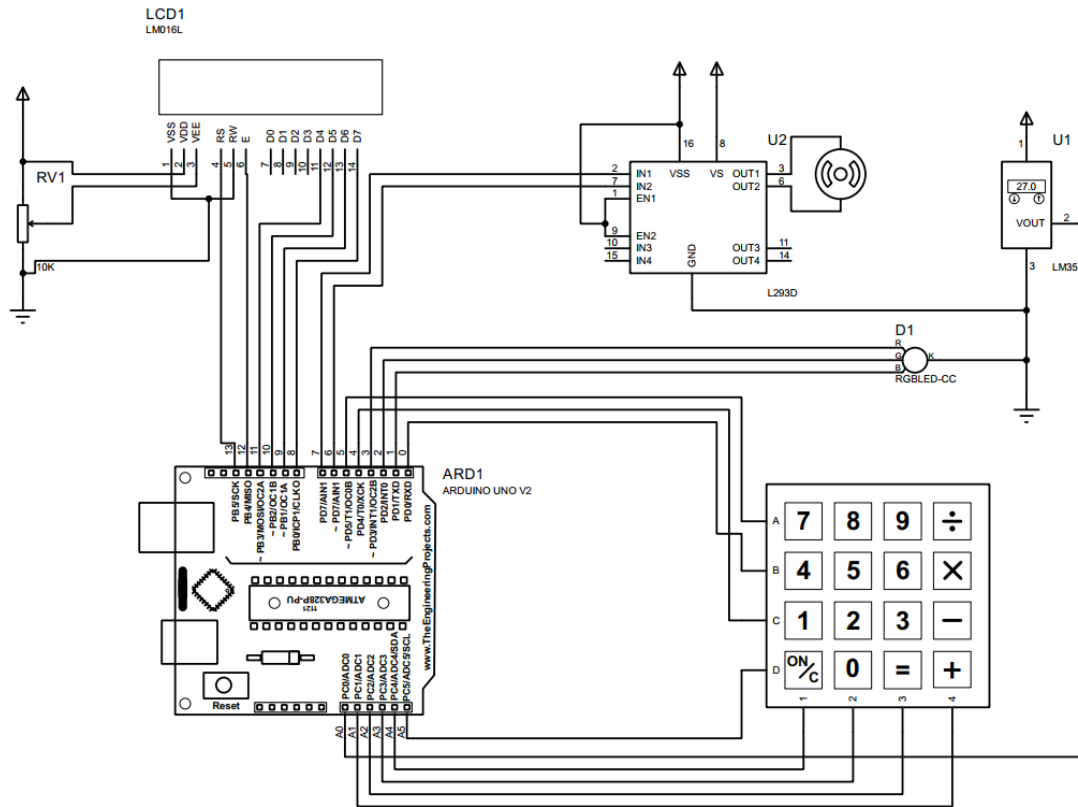 LCD1
LM016L
VSS VDD VEE RS RW E D0 D1 D2 D3 D4 D5 D6 D7
1 2 3 4 5 6 7 8 9 10 11 12 13 14
RV1
10K
U2
16 8
VSS VS
2 IN1 OUT1 3
7 IN2 OUT2 6
1 EN1
9 EN2
10 IN3 OUT3 11
15 IN4 OUT4 14
GND
L293D
U1
1
27.0
VOUT 2
3
LM35
D1
R
G K
B
RGBLED-CC
13 12 11 10 9 8 7 6 5 4 3 2 1 0
ARD1
ARDUINO UNO V2
PB5/SCK
PB4/MISO
~ PB3/MOSI/OC2A
~ PB2/OC1B
~ PB1/OC1A
PB0/ICP1/CLKO
PD7/AIN1
~ PD7/AIN1
~ PD5/T1/OC0B
PD4/T0/XCK
~ PD3/INT1/OC2B
PD2/INT0
PD1/TXD
PD0/RXD
ATMEGA328P-PU
1121
www.TheEngineeringProjects.com
Reset
PC0/ADC0
PC1/ADC1
PC2/ADC2
PC3/ADC3
PC4/ADC4/SDA
PC5/ADC5/SCL
A0 A1 A2 A3 A4 A5
A 7 8 9 ÷
B 4 5 6 ×
C 1 2 3 −
D ON/C 0 = +
1 2 3 4